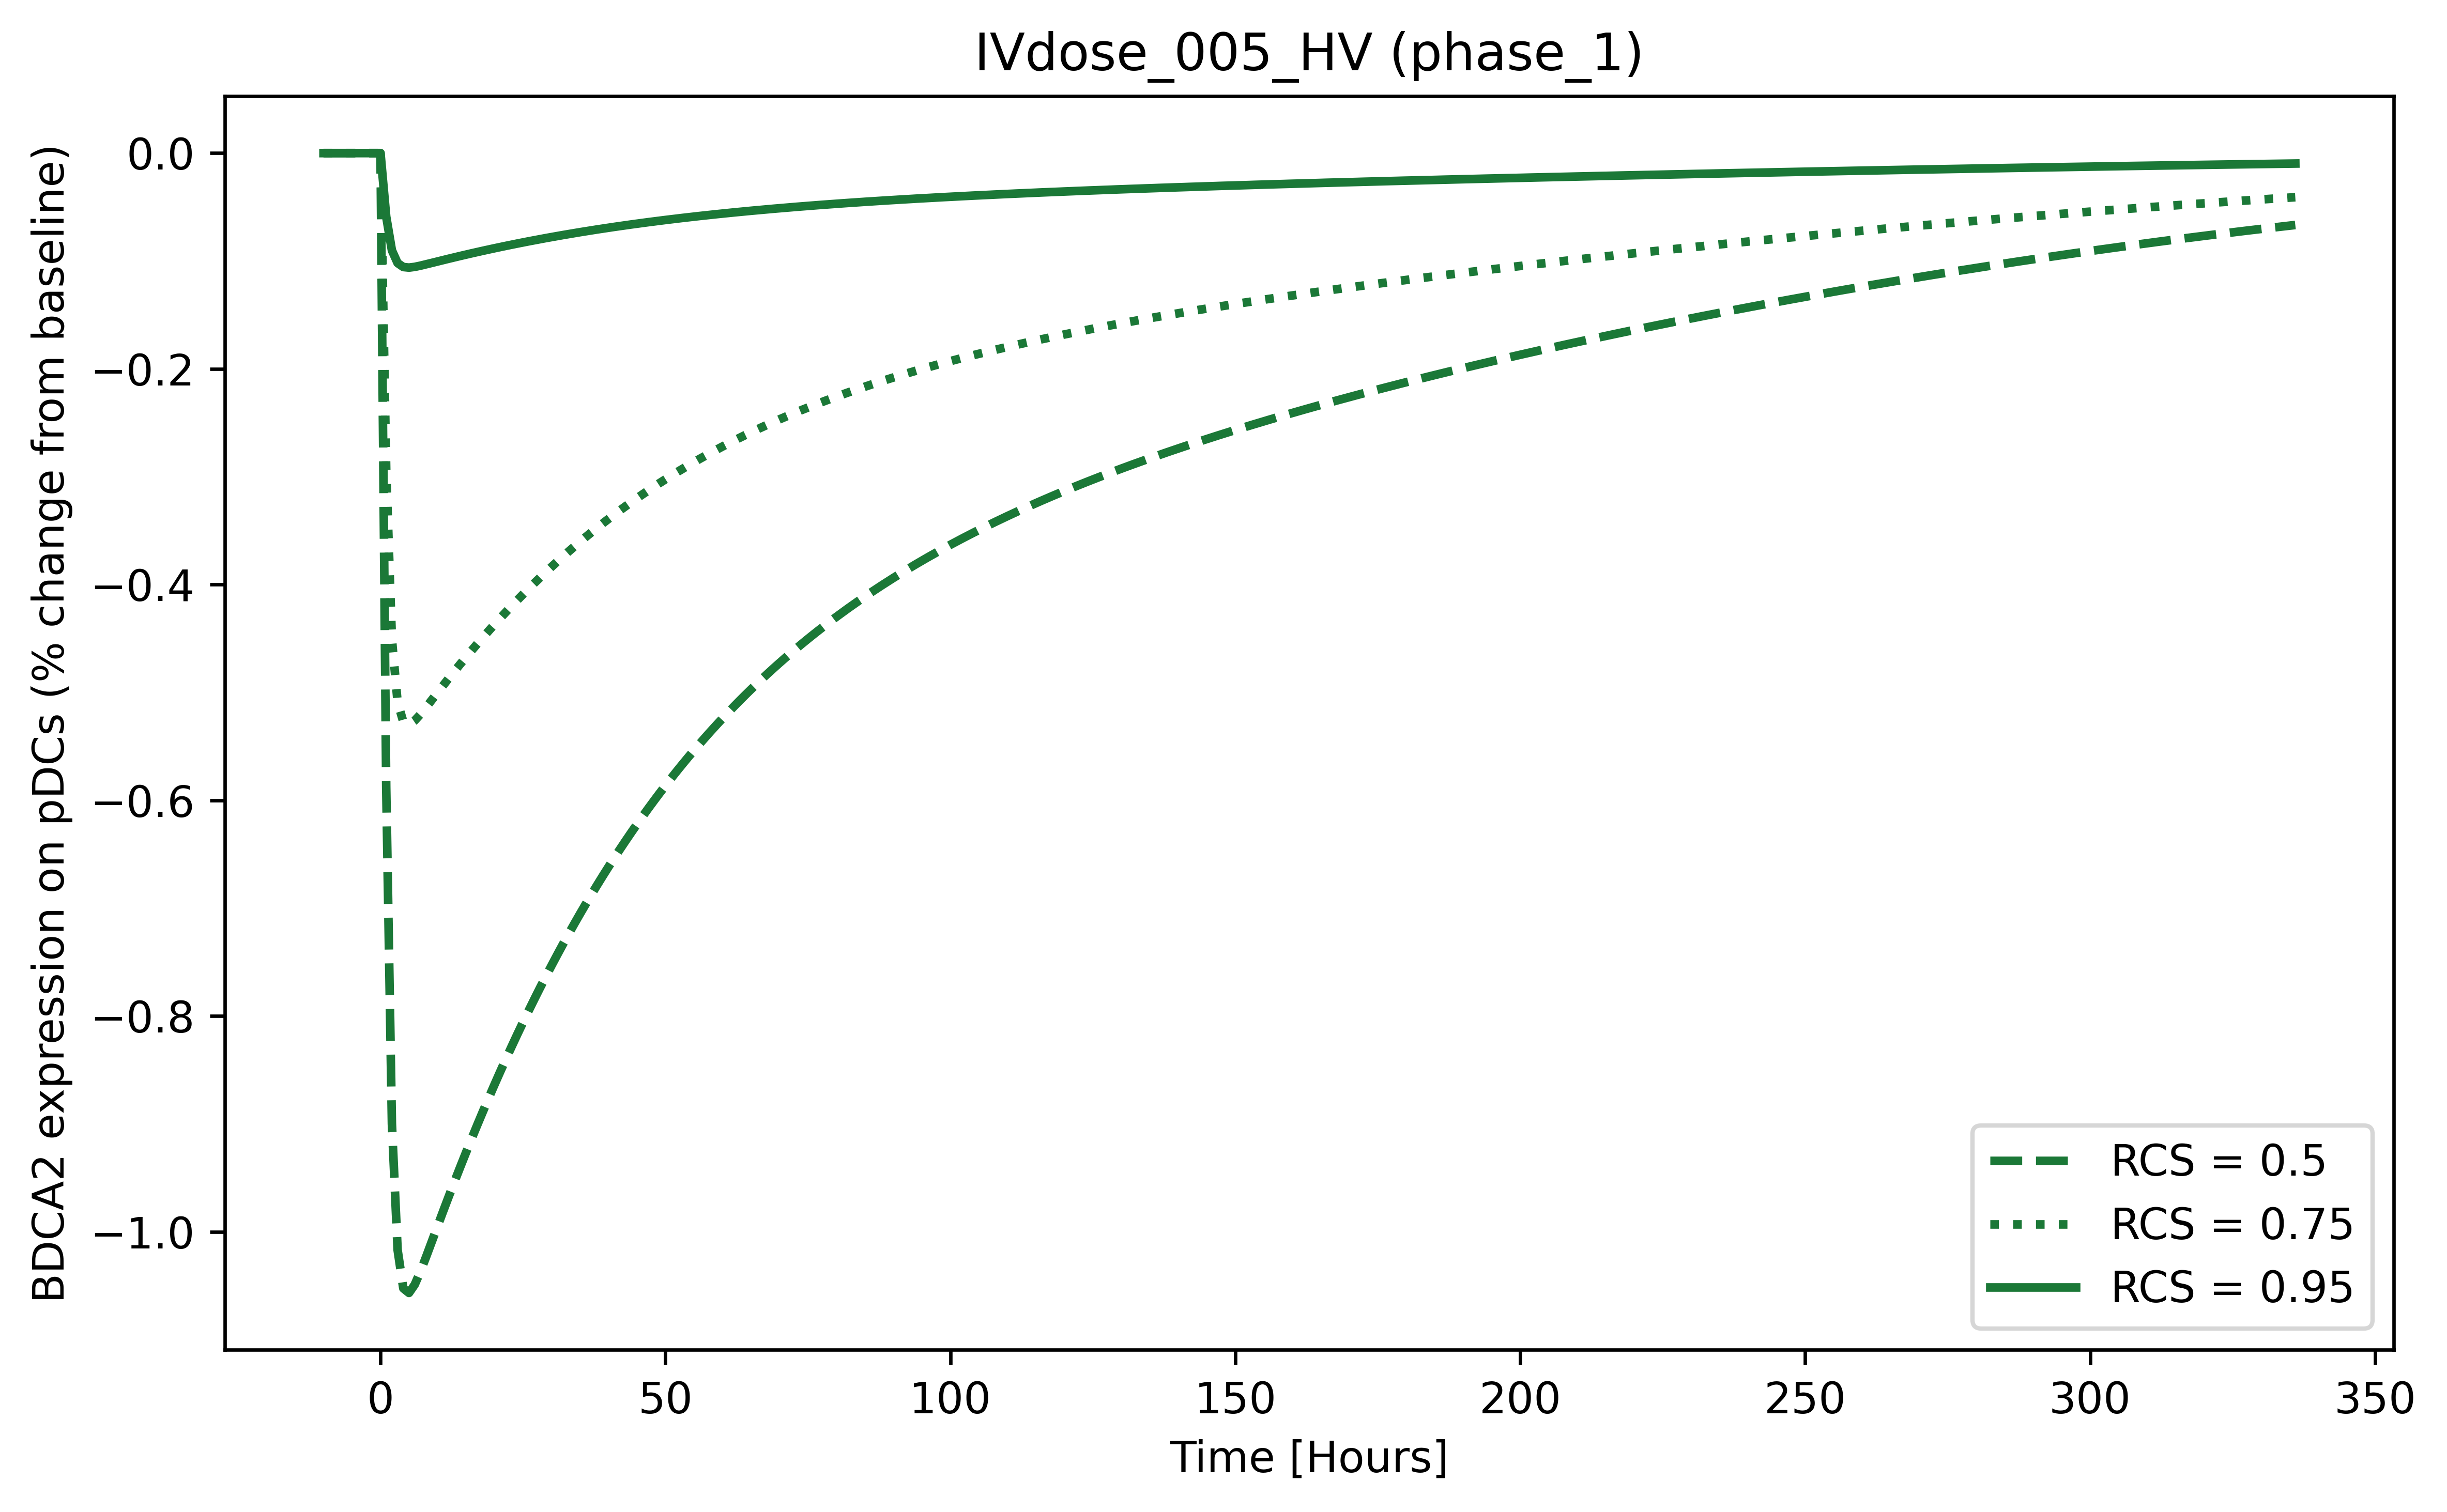 IVdose_005_HV (phase_1)
BDCA2 expression on pDCs (% change from baseline)
0.0
−0.2
−0.4
−0.6
−0.8
−1.0
RCS = 0.5
RCS = 0.75
RCS = 0.95
0 50 100 150 200 250 300 350
Time [Hours]